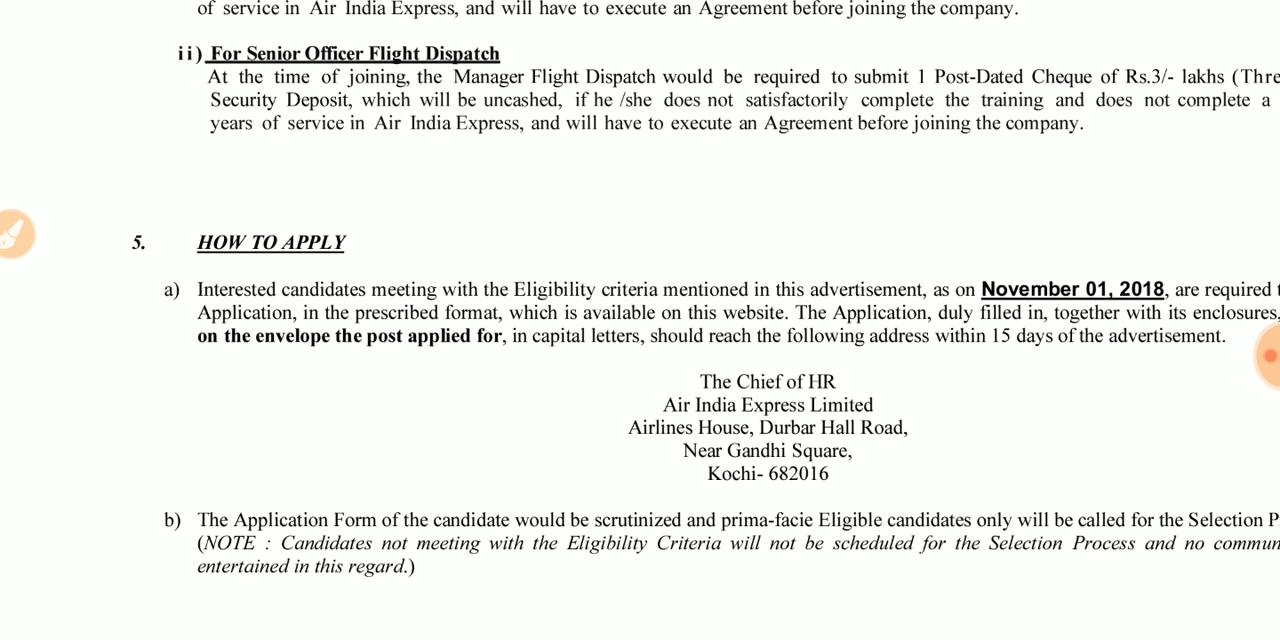 of service in Air India Express, and will have to execute an Agreement before joining the company.
ii) For Senior Officer Flight Dispatch
At the time of joining, the Manager Flight Dispatch would be required to submit 1 Post-Dated Cheque of Rs.3/- lakhs (Thre
Security Deposit, which will be uncashed, if he /she does not satisfactorily complete the training and does not complete a
years of service in Air India Express, and will have to execute an Agreement before joining the company.
5. HOW TO APPLY
a) Interested candidates meeting with the Eligibility criteria mentioned in this advertisement, as on November 01, 2018, are required t
Application, in the prescribed format, which is available on this website. The Application, duly filled in, together with its enclosures,
on the envelope the post applied for, in capital letters, should reach the following address within 15 days of the advertisement.
The Chief of HR
Air India Express Limited
Airlines House, Durbar Hall Road,
Near Gandhi Square,
Kochi- 682016
b) The Application Form of the candidate would be scrutinized and prima-facie Eligible candidates only will be called for the Selection P
(NOTE : Candidates not meeting with the Eligibility Criteria will not be scheduled for the Selection Process and no commun
entertained in this regard.)